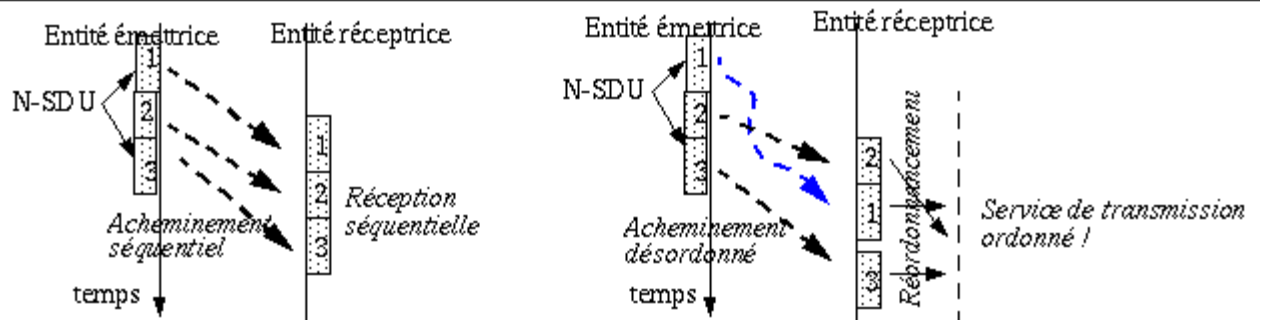 Entité émettrice
Entité réceptrice
N-SDU
1
2
3
1
2
3
Réception
séquentielle
Acheminement
séquentiel
temps
Entité émettrice
Entité réceptrice
N-SDU
1
2
3
2
1
3
Réordonnancement
Service de transmission
ordonné !
Acheminement
désordonné
temps